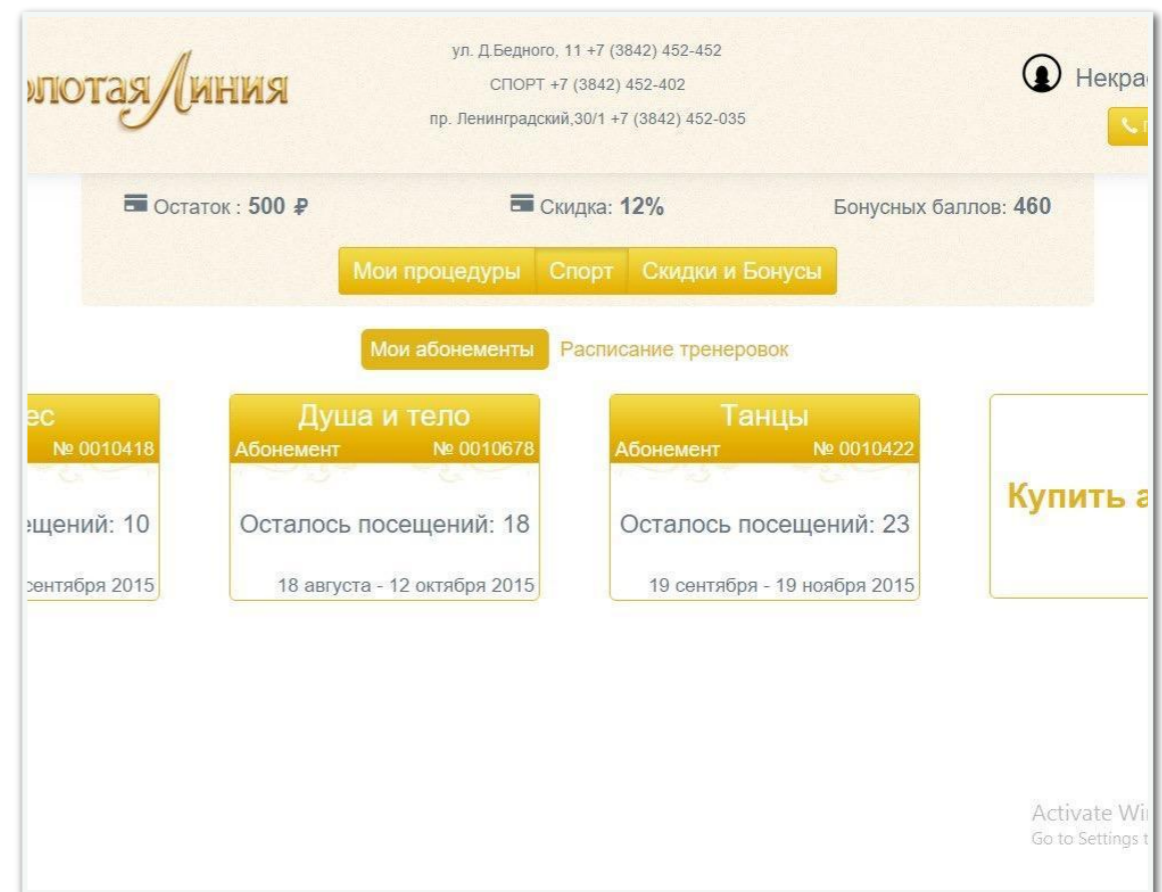 олотая Линия
ул. Д.Бедного, 11 +7 (3842) 452-452
СПОРТ +7 (3842) 452-402
пр. Ленинградский,30/1 +7 (3842) 452-035
Некра
Остаток : 500 ₽
Скидка: 12%
Бонусных баллов: 460
Мои процедуры Спорт Скидки и Бонусы
Мои абонементы Расписание тренеровок
ес
№ 0010418
ещений: 10
сентября 2015
Душа и тело
Абонемент № 0010678
Осталось посещений: 18
18 августа - 12 октября 2015
Танцы
Абонемент № 0010422
Осталось посещений: 23
19 сентября - 19 ноября 2015
Купить а
Activate Wi
Go to Settings t